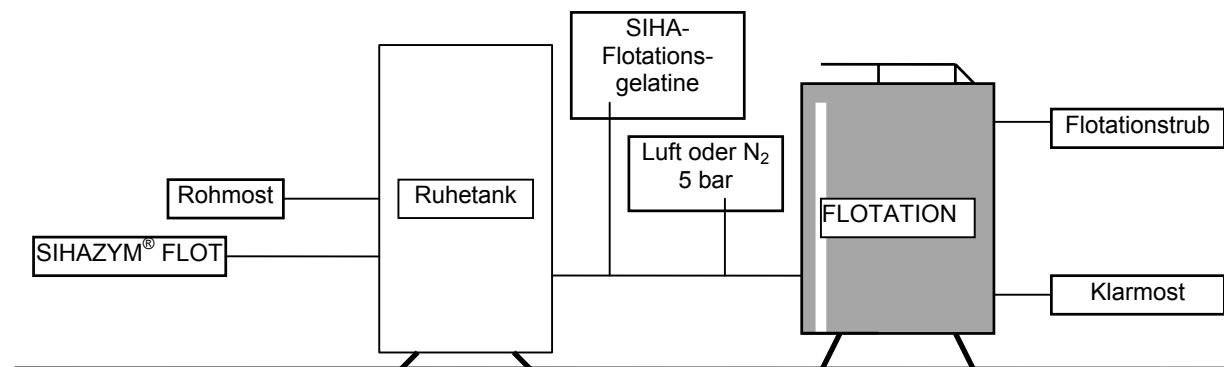 SIHA-
Flotations-
gelatine
Luft oder N₂
5 bar
Flotationstrub
Rohmost
Ruhetank
FLOTATION
SIHAZYM® FLOT
Klarmost